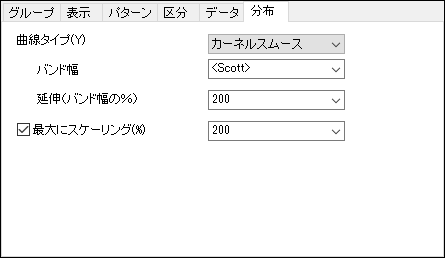 グループ 表示 パターン 区分 データ 分布
曲線タイプ(Y) カーネルスムース
バンド幅 <Scott>
延伸(バンド幅の%) 200
最大にスケーリング(%) 200